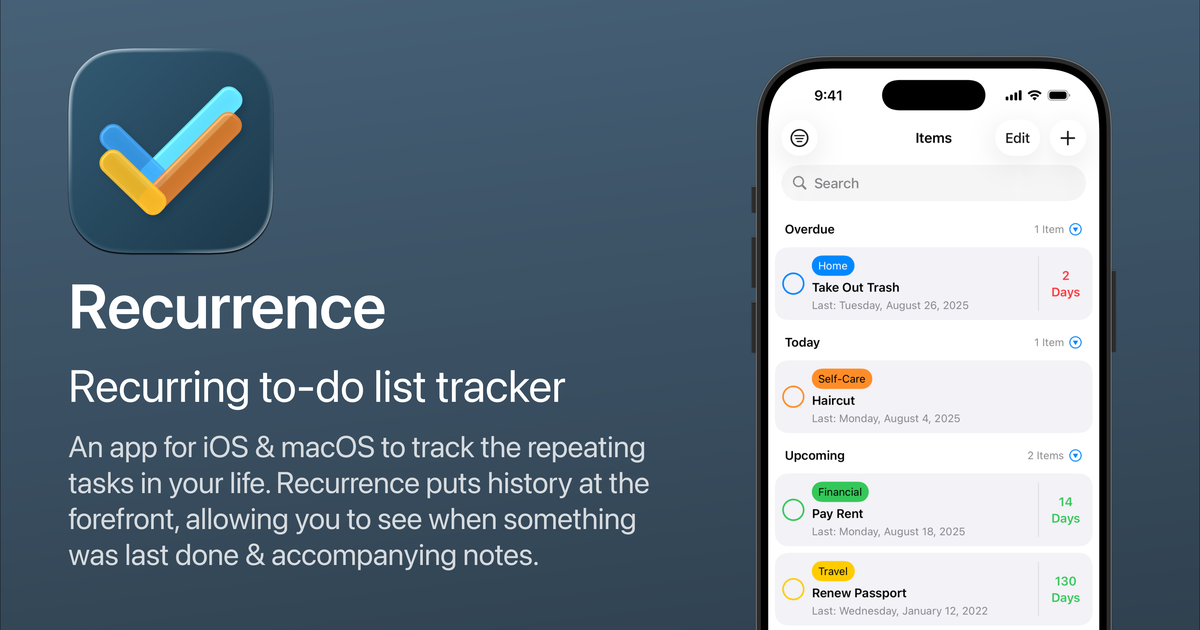 Recurrence
Recurring to-do list tracker
An app for iOS & macOS to track the repeating
tasks in your life. Recurrence puts history at the
forefront, allowing you to see when something
was last done & accompanying notes.
9:41
Items
Edit
Search
Overdue
1 Item
Home
Take Out Trash
Last: Tuesday, August 26, 2025
2
Days
Today
1 Item
Self-Care
Haircut
Last: Monday, August 4, 2025
Upcoming
2 Items
Financial
Pay Rent
Last: Monday, August 18, 2025
14
Days
Travel
Renew Passport
Last: Wednesday, January 12, 2022
130
Days